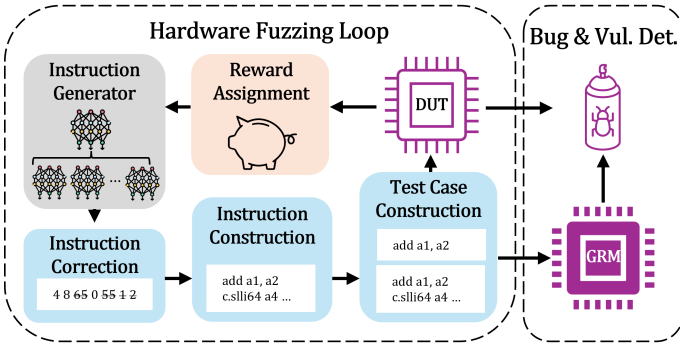 Hardware Fuzzing Loop
Bug & Vul. Det.
Instruction
Generator
...
Reward
Assignment
DUT
Instruction
Correction
4 8 65 0 55 1 2
Instruction
Construction
add a1, a2
c.slli64 a4 ...
Test Case
Construction
add a1, a2
add a1, a2
c.slli64 a4 ...
GRM